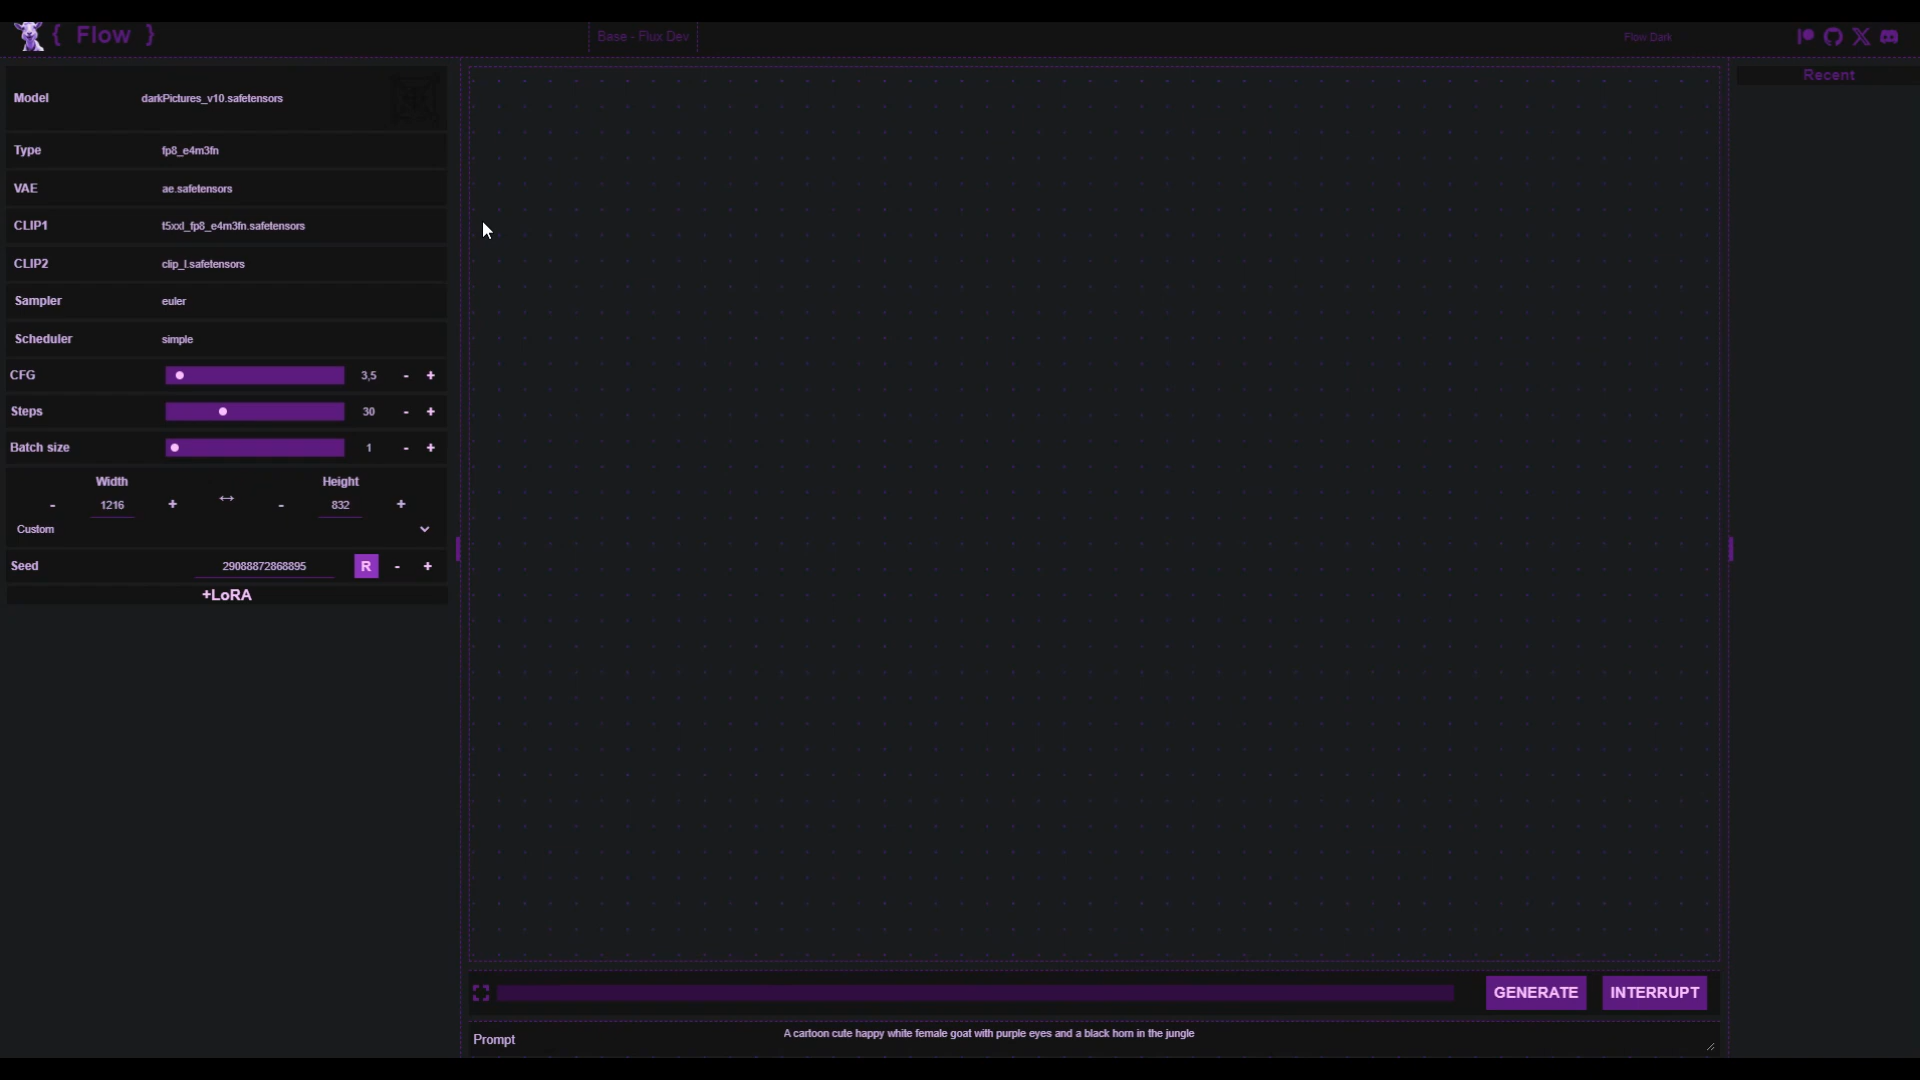 { Flow }
Base - Flux Dev
Flow Dark
Model darkPictures_v10.safetensors
Type fp8_e4m3fn
VAE ae.safetensors
CLIP1 t5xxl_fp8_e4m3fn.safetensors
CLIP2 clip_l.safetensors
Sampler euler
Scheduler simple
CFG 3,5 - +
Steps 30 - +
Batch size 1 - +
Width Height
- 1216 + ↔ - 832 +
Custom
Seed 29088872868895 R - +
+LoRA
Recent
GENERATE INTERRUPT
Prompt A cartoon cute happy white female goat with purple eyes and a black horn in the jungle